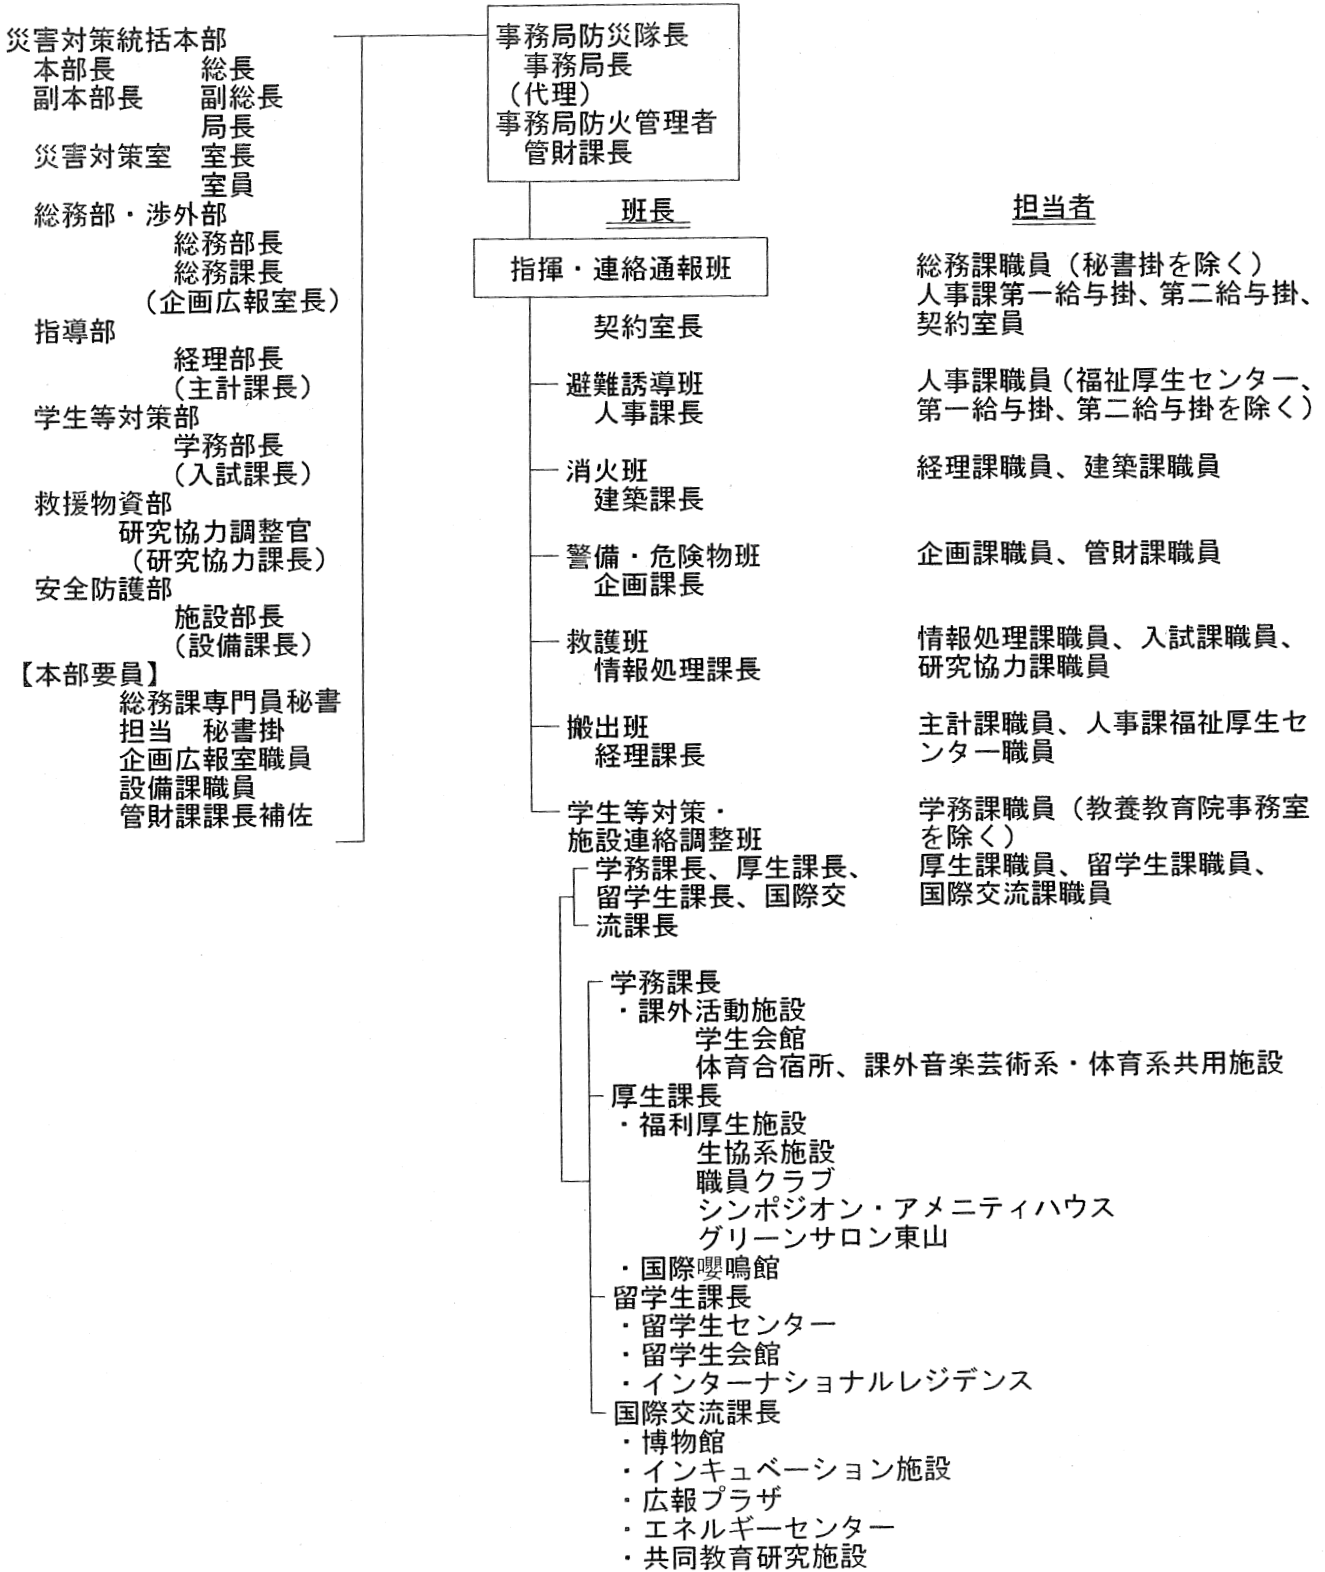 災害対策統括本部
本部長 総長
副本部長 副総長
局長
災害対策室 室長
室員
総務部・渉外部
総務部長
総務課長
（企画広報室長）
指導部
経理部長
（主計課長）
学生等対策部
学務部長
（入試課長）
救援物資部
研究協力調整官
（研究協力課長）
安全防護部
施設部長
（設備課長）
【本部要員】
総務課専門員秘書
担当 秘書掛
企画広報室職員
設備課職員
管財課課長補佐
事務局防災隊長
事務局長
（代理）
事務局防火管理者
管財課長
班長
担当者
指揮・連絡通報班
契約室長
総務課職員（秘書掛を除く）
人事課第一給与掛、第二給与掛、
契約室員
避難誘導班
人事課長
人事課職員（福祉厚生センター、
第一給与掛、第二給与掛を除く）
消火班
建築課長
経理課職員、建築課職員
警備・危険物班
企画課長
企画課職員、管財課職員
救護班
情報処理課長
情報処理課職員、入試課職員、
研究協力課職員
搬出班
経理課長
主計課職員、人事課福祉厚生セ
ンター職員
学生等対策・
施設連絡調整班
学務課長、厚生課長、
留学生課長、国際交
流課長
学務課職員（教養教育院事務室
を除く）
厚生課職員、留学生課職員、
国際交流課職員
学務課長
・課外活動施設
学生会館
体育合宿所、課外音楽芸術系・体育系共用施設
厚生課長
・福利厚生施設
生協系施設
職員クラブ
シンポジオン・アメニティハウス
グリーンサロン東山
・国際嚶鳴館
留学生課長
・留学生センター
・留学生会館
・インターナショナルレジデンス
国際交流課長
・博物館
・インキュベーション施設
・広報プラザ
・エネルギーセンター
・共同教育研究施設